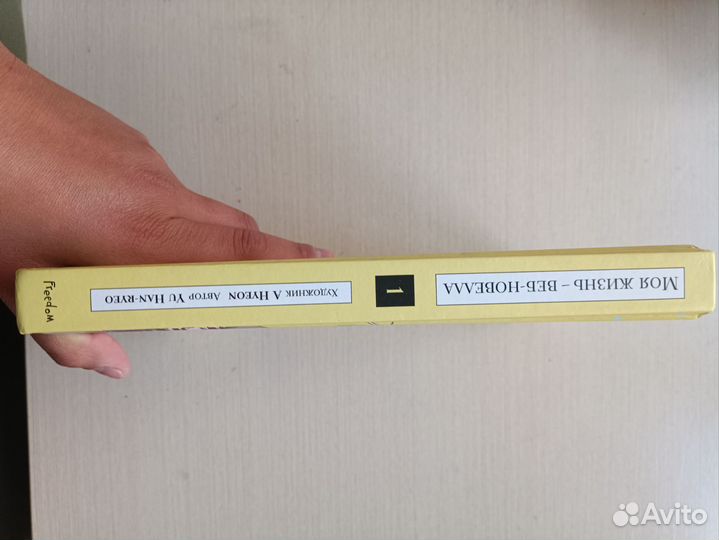 Моя жизнь – веб-новелла
1
Художник A Hyeon Автор Yu Han-ryeo
Freedom
Avito